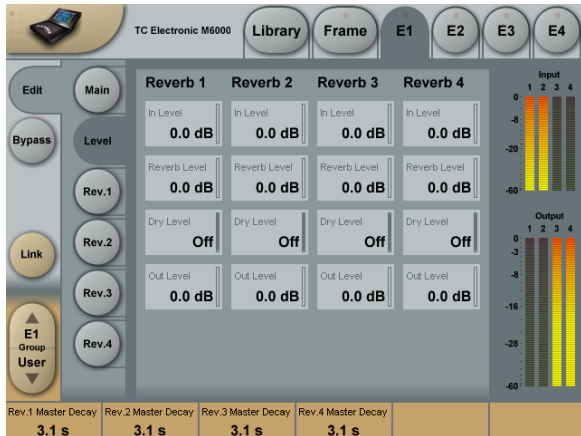 TC Electronic M6000
Library
Frame
E1
E2
E3
E4
Edit
Bypass
Link
E1
Group
User
Main
Level
Rev.1
Rev.2
Rev.3
Rev.4
Reverb 1 Reverb 2 Reverb 3 Reverb 4
In Level In Level In Level In Level
0.0 dB 0.0 dB 0.0 dB 0.0 dB
Reverb Level Reverb Level Reverb Level Reverb Level
0.0 dB 0.0 dB 0.0 dB 0.0 dB
Dry Level Dry Level Dry Level Dry Level
Off Off Off Off
Out Level Out Level Out Level Out Level
0.0 dB 0.0 dB 0.0 dB 0.0 dB
Input
1 2 3 4
0
-8
-20
-60
Output
1 2 3 4
0
-3
-8
-16
-28
-60
Rev.1 Master Decay Rev.2 Master Decay Rev.3 Master Decay Rev.4 Master Decay
3.1 s 3.1 s 3.1 s 3.1 s